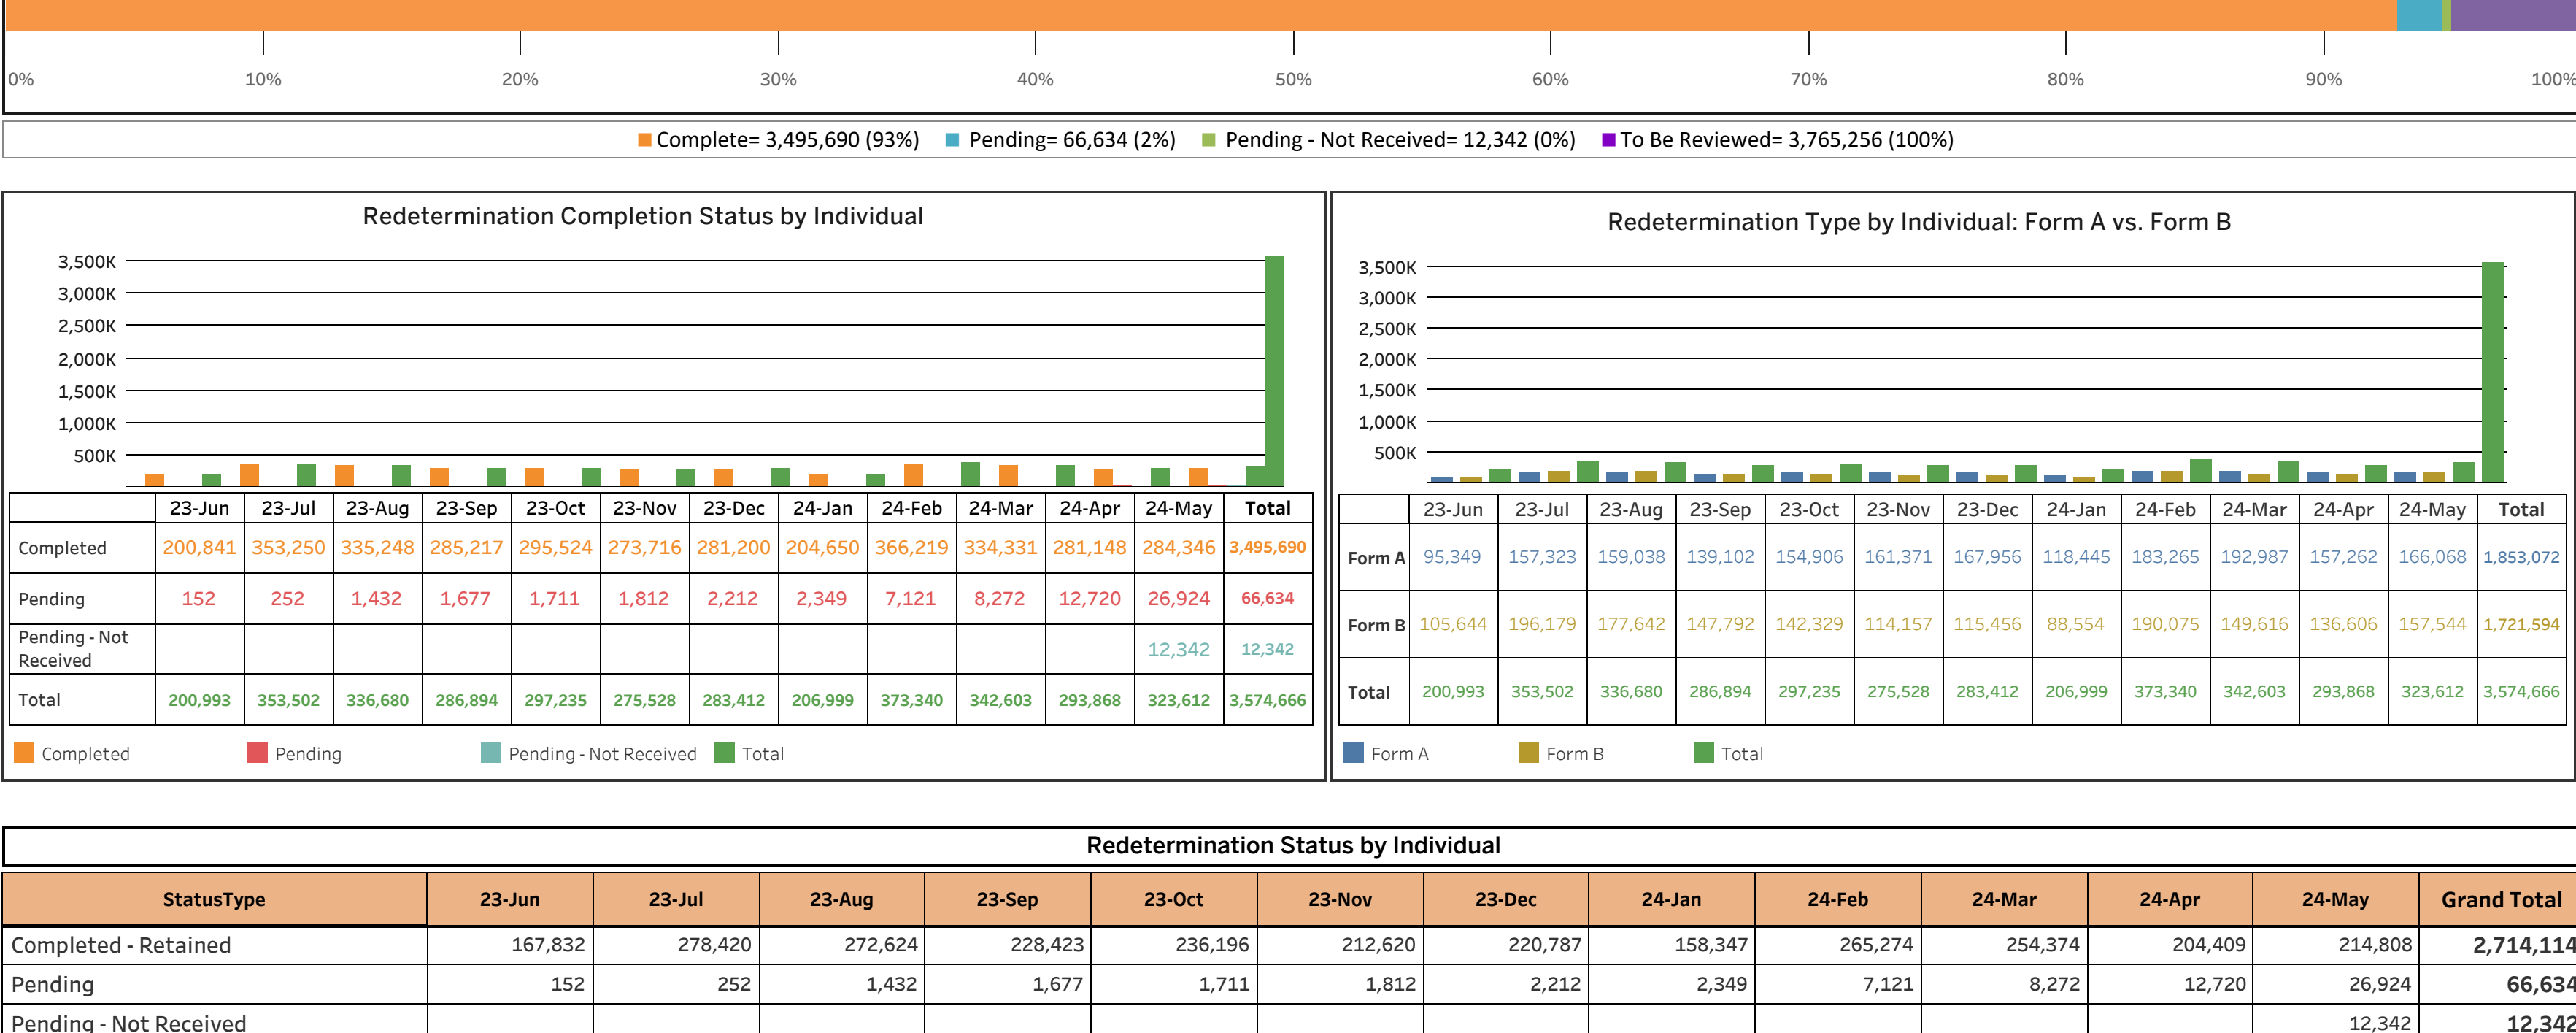 0% 10% 20% 30% 40% 50% 60% 70% 80% 90% 100%
Complete= 3,495,690 (93%) Pending= 66,634 (2%) Pending - Not Received= 12,342 (0%) To Be Reviewed= 3,765,256 (100%)
Redetermination Completion Status by Individual
3,500K
3,000K
2,500K
2,000K
1,500K
1,000K
500K
23-Jun 23-Jul 23-Aug 23-Sep 23-Oct 23-Nov 23-Dec 24-Jan 24-Feb 24-Mar 24-Apr 24-May Total
Completed 200,841 353,250 335,248 285,217 295,524 273,716 281,200 204,650 366,219 334,331 281,148 284,346 3,495,690
Pending 152 252 1,432 1,677 1,711 1,812 2,212 2,349 7,121 8,272 12,720 26,924 66,634
Pending - Not
Received 12,342 12,342
Total 200,993 353,502 336,680 286,894 297,235 275,528 283,412 206,999 373,340 342,603 293,868 323,612 3,574,666
Completed Pending Pending - Not Received Total
Redetermination Type by Individual: Form A vs. Form B
3,500K
3,000K
2,500K
2,000K
1,500K
1,000K
500K
23-Jun 23-Jul 23-Aug 23-Sep 23-Oct 23-Nov 23-Dec 24-Jan 24-Feb 24-Mar 24-Apr 24-May Total
Form A 95,349 157,323 159,038 139,102 154,906 161,371 167,956 118,445 183,265 192,987 157,262 166,068 1,853,072
Form B 105,644 196,179 177,642 147,792 142,329 114,157 115,456 88,554 190,075 149,616 136,606 157,544 1,721,594
Total 200,993 353,502 336,680 286,894 297,235 275,528 283,412 206,999 373,340 342,603 293,868 323,612 3,574,666
Form A Form B Total
Redetermination Status by Individual
StatusType 23-Jun 23-Jul 23-Aug 23-Sep 23-Oct 23-Nov 23-Dec 24-Jan 24-Feb 24-Mar 24-Apr 24-May Grand Total
Completed - Retained 167,832 278,420 272,624 228,423 236,196 212,620 220,787 158,347 265,274 254,374 204,409 214,808 2,714,114
Pending 152 252 1,432 1,677 1,711 1,812 2,212 2,349 7,121 8,272 12,720 26,924 66,634
Pending - Not Received 12,342 12,342